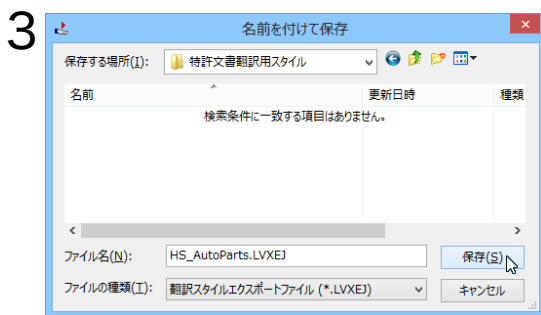 3
名前を付けて保存
保存する場所(I): 特許文書翻訳用スタイル
名前 更新日時 種類
検索条件に一致する項目はありません。
ファイル名(N): HS_AutoParts.LVXEJ 保存(S)
ファイルの種類(T): 翻訳スタイルエクスポートファイル (*.LVXEJ) キャンセル